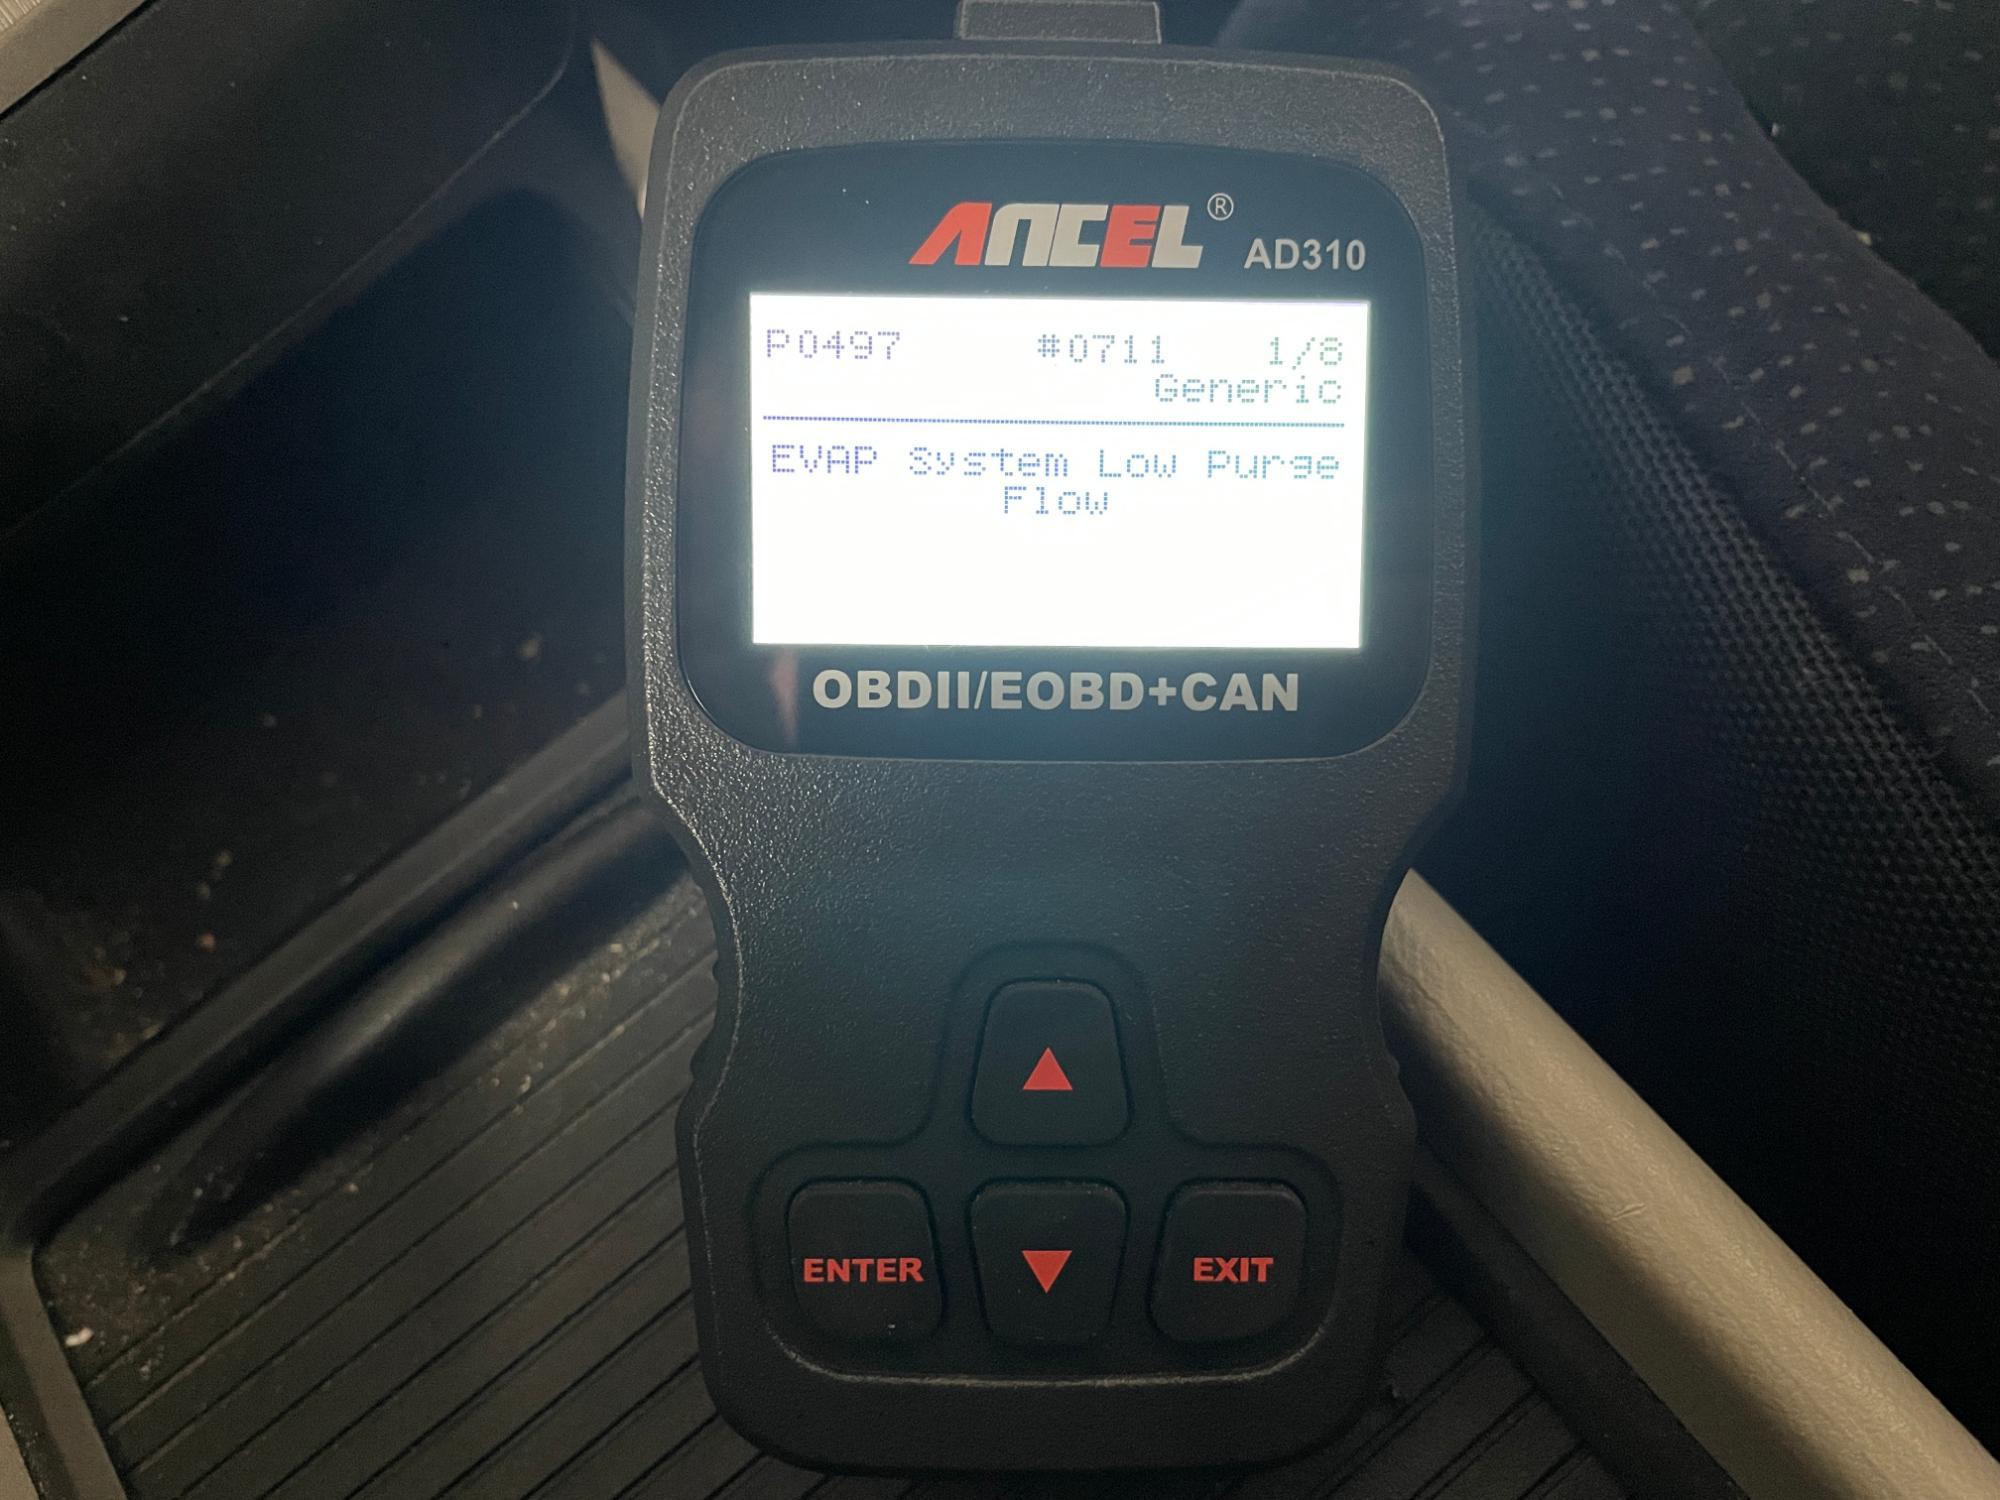 ANCEL® AD310
P0497 #0711 1/8
Generic
EVAP System Low Purge
Flow
OBDII/EOBD+CAN
▲
ENTER ▼ EXIT